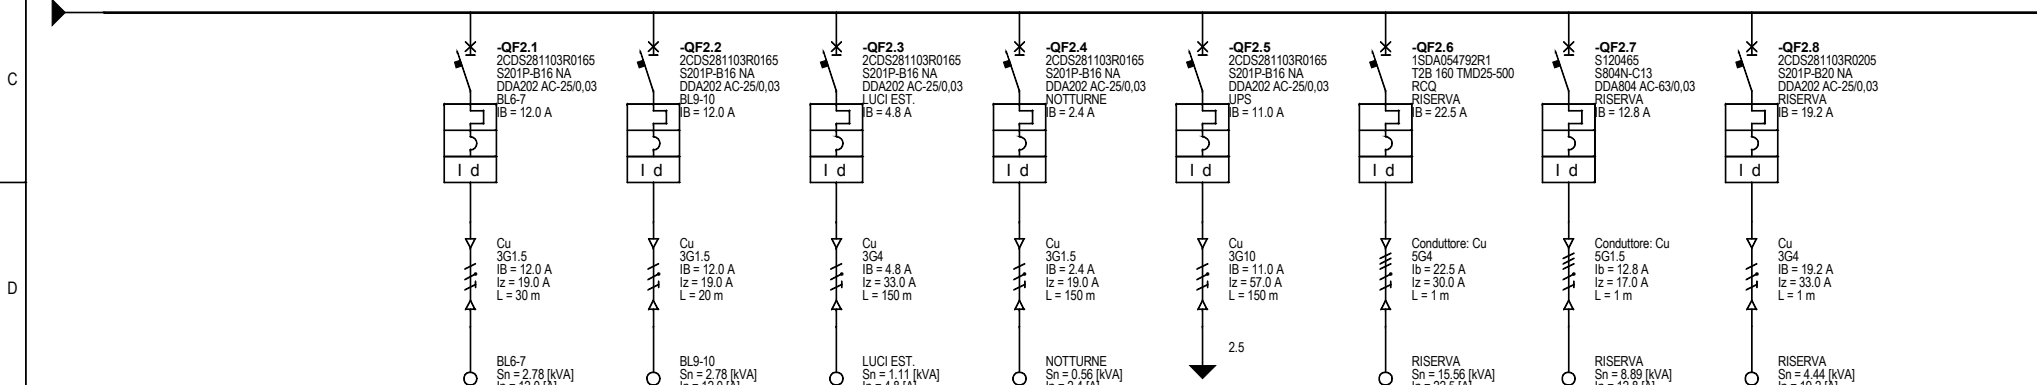 C
-QF2.1
2CDS281103R0165
S201P-B16 NA
DDA202 AC-25/0,03
BL6-7
IB = 12.0 A
I d
-QF2.2
2CDS281103R0165
S201P-B16 NA
DDA202 AC-25/0,03
BL9-10
IB = 12.0 A
I d
-QF2.3
2CDS281103R0165
S201P-B16 NA
DDA202 AC-25/0,03
LUCI EST.
IB = 4.8 A
I d
-QF2.4
2CDS281103R0165
S201P-B16 NA
DDA202 AC-25/0,03
NOTTURNE
IB = 2.4 A
I d
-QF2.5
2CDS281103R0165
S201P-B16 NA
DDA202 AC-25/0,03
UPS
IB = 11.0 A
I d
-QF2.6
1SDA054792R1
T2B 160 TMD25-500
RCQ
RISERVA
IB = 22.5 A
I d
-QF2.7
S120465
S804N-C13
DDA804 AC-63/0,03
RISERVA
IB = 12.8 A
I d
-QF2.8
2CDS281103R0205
S201P-B20 NA
DDA202 AC-25/0,03
RISERVA
IB = 19.2 A
I d
D
Cu
3G1.5
IB = 12.0 A
Iz = 19.0 A
L = 30 m
Cu
3G1.5
IB = 12.0 A
Iz = 19.0 A
L = 20 m
Cu
3G4
IB = 4.8 A
Iz = 33.0 A
L = 150 m
Cu
3G1.5
IB = 2.4 A
Iz = 19.0 A
L = 150 m
Cu
3G10
IB = 11.0 A
Iz = 57.0 A
L = 150 m
Conduttore: Cu
5G4
Ib = 22.5 A
Iz = 30.0 A
L = 1 m
Conduttore: Cu
5G1.5
Ib = 12.8 A
Iz = 17.0 A
L = 1 m
Cu
3G4
IB = 19.2 A
Iz = 33.0 A
L = 1 m
BL6-7
Sn = 2.78 [kVA]
BL9-10
Sn = 2.78 [kVA]
LUCI EST.
Sn = 1.11 [kVA]
NOTTURNE
Sn = 0.56 [kVA]
2.5
RISERVA
Sn = 15.56 [kVA]
RISERVA
Sn = 8.89 [kVA]
RISERVA
Sn = 4.44 [kVA]